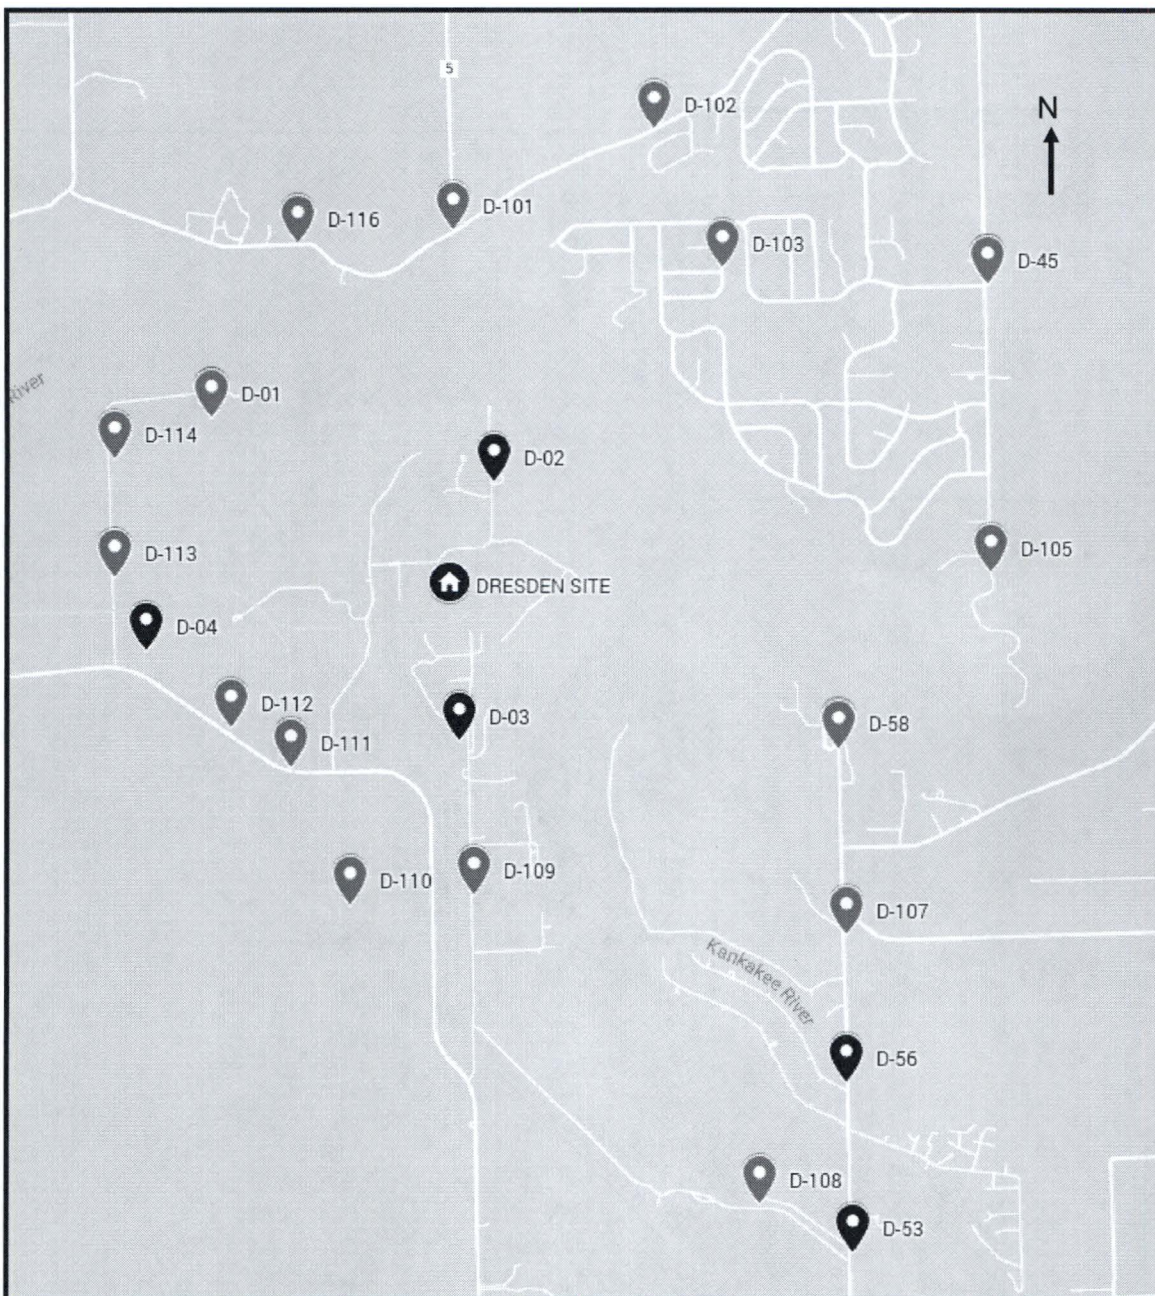 5
D-102
N
D-116
D-101
D-103
D-45
River
D-01
D-114
D-02
D-113
D-105
DRESDEN SITE
D-04
D-112
D-03
D-58
D-111
D-110
D-109
D-107
Kankakee River
D-56
D-108
D-53